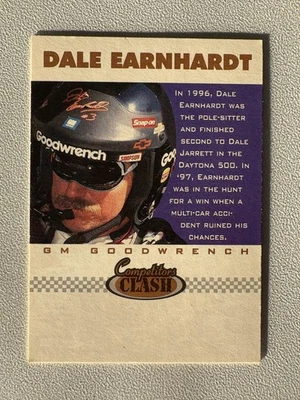 DALE EARNHARDT
#3
Snap-on
Goodwrench
SIMPSON
IN 1996, DALE
EARNHARDT WAS
THE POLE-SITTER
AND FINISHED
SECOND TO DALE
JARRETT IN THE
DAYTONA 500. IN
'97, EARNHARDT
WAS IN THE HUNT
FOR A WIN WHEN A
MULTI-CAR ACCI-
DENT RUINED HIS
CHANCES.
GM GOODWRENCH
Competitors
CLASH